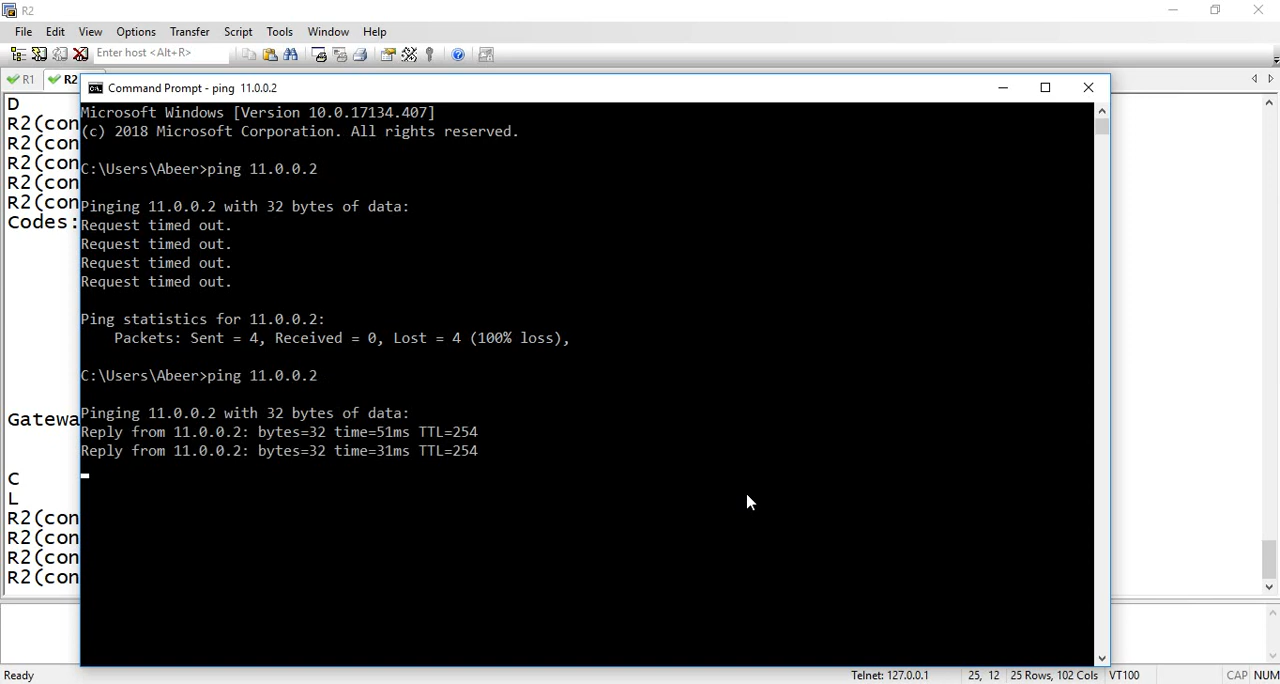 R2
File Edit View Options Transfer Script Tools Window Help
Enter host <Alt+R>
R1 R2
Command Prompt - ping 11.0.0.2
D
R2(con
R2(con
R2(con
R2(con
R2(con
Codes:
Gatewa
C
L
R2(con
R2(con
R2(con
R2(con
Microsoft Windows [Version 10.0.17134.407]
(c) 2018 Microsoft Corporation. All rights reserved.
C:\Users\Abeer>ping 11.0.0.2
Pinging 11.0.0.2 with 32 bytes of data:
Request timed out.
Request timed out.
Request timed out.
Request timed out.
Ping statistics for 11.0.0.2:
Packets: Sent = 4, Received = 0, Lost = 4 (100% loss),
C:\Users\Abeer>ping 11.0.0.2
Pinging 11.0.0.2 with 32 bytes of data:
Reply from 11.0.0.2: bytes=32 time=51ms TTL=254
Reply from 11.0.0.2: bytes=32 time=31ms TTL=254
Ready Telnet: 127.0.0.1 25, 12 25 Rows, 102 Cols VT100 CAP NUM